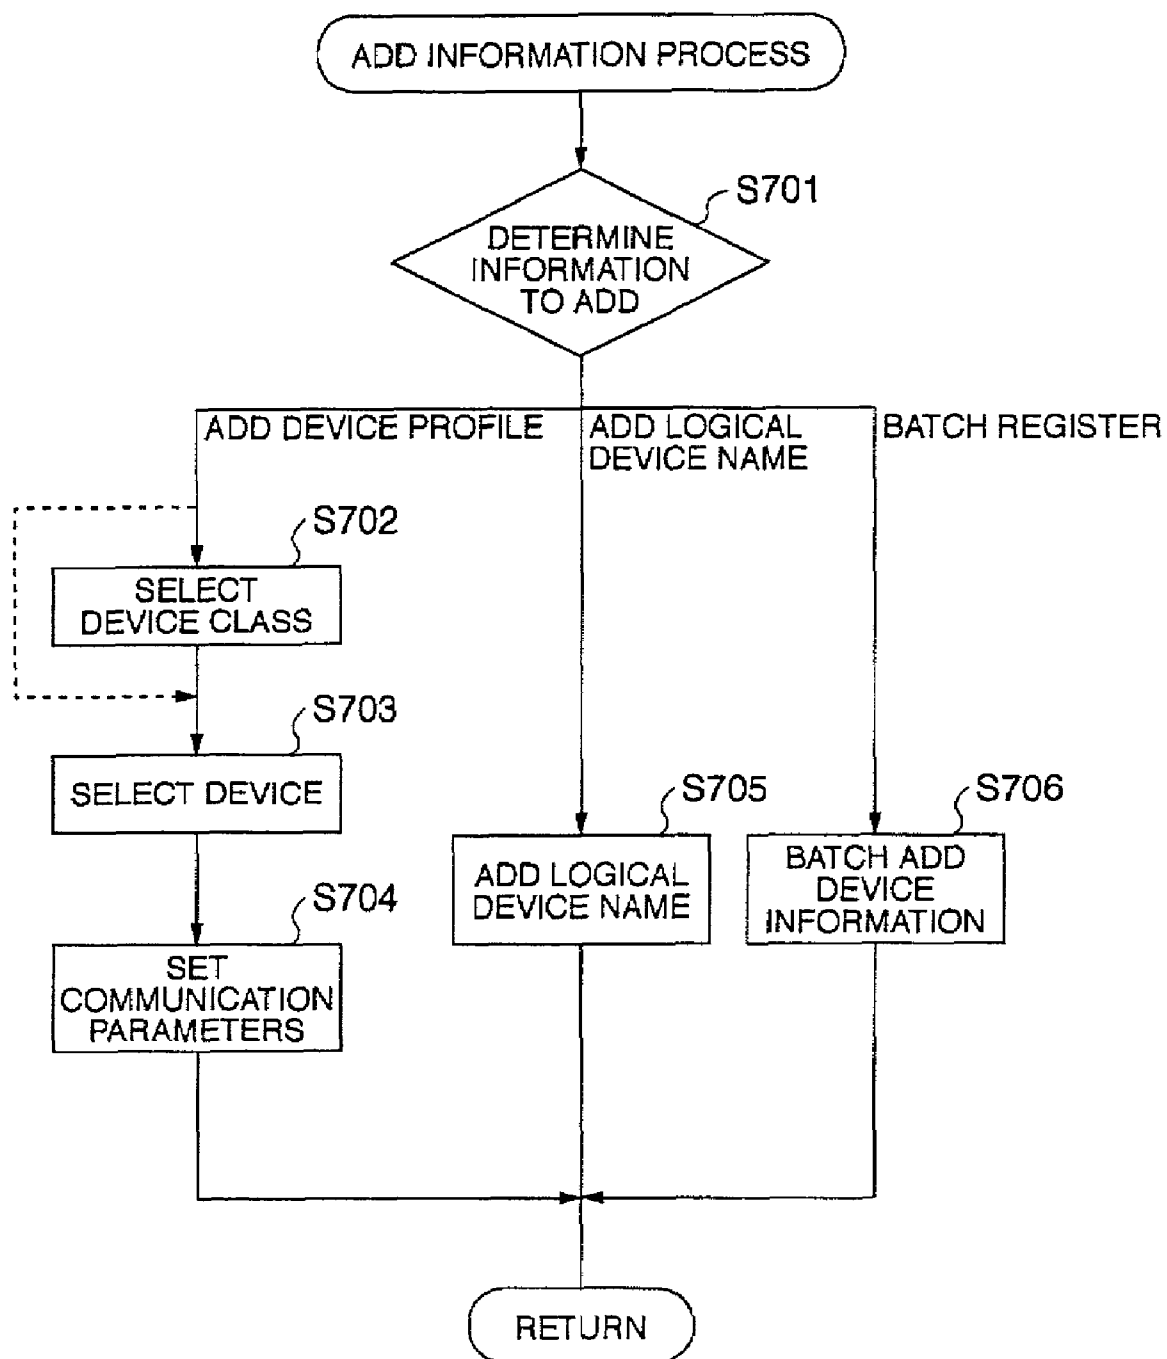 ADD INFORMATION PROCESS
S701
DETERMINE
INFORMATION
TO ADD
ADD DEVICE PROFILE
ADD LOGICAL
DEVICE NAME
BATCH REGISTER
S702
SELECT
DEVICE CLASS
S703
SELECT DEVICE
S704
SET
COMMUNICATION
PARAMETERS
S705
ADD LOGICAL
DEVICE NAME
S706
BATCH ADD
DEVICE
INFORMATION
RETURN